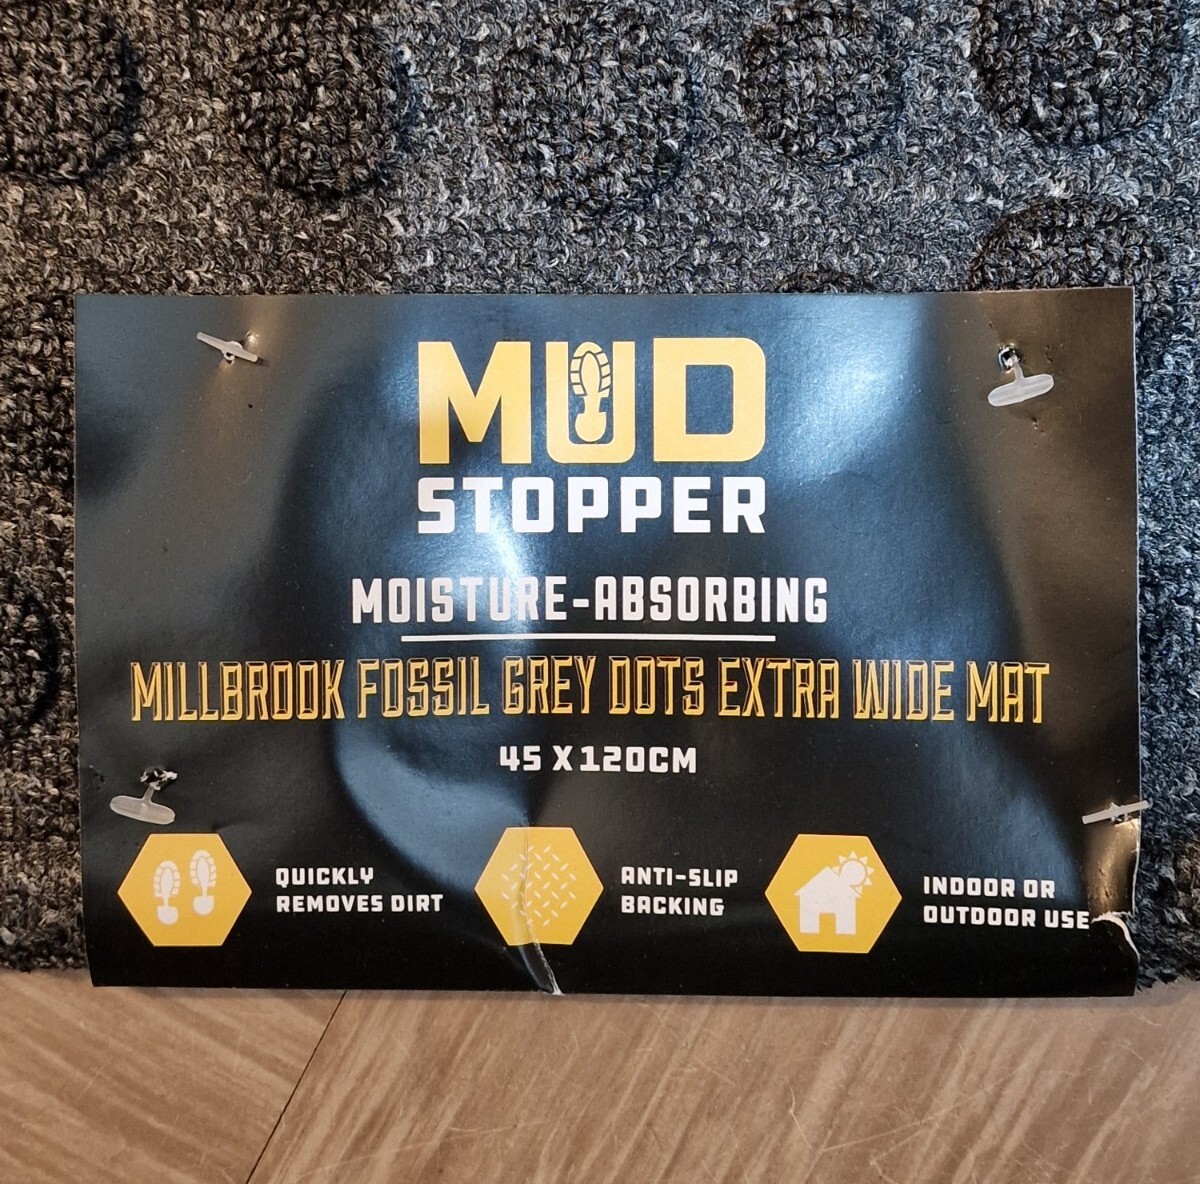 MUD
STOPPER
MOISTURE-ABSORBING
MILLBROOK FOSSIL GREY DOTS EXTRA WIDE MAT
45 X 120CM
QUICKLY
REMOVES DIRT
ANTI-SLIP
BACKING
INDOOR OR
OUTDOOR USE